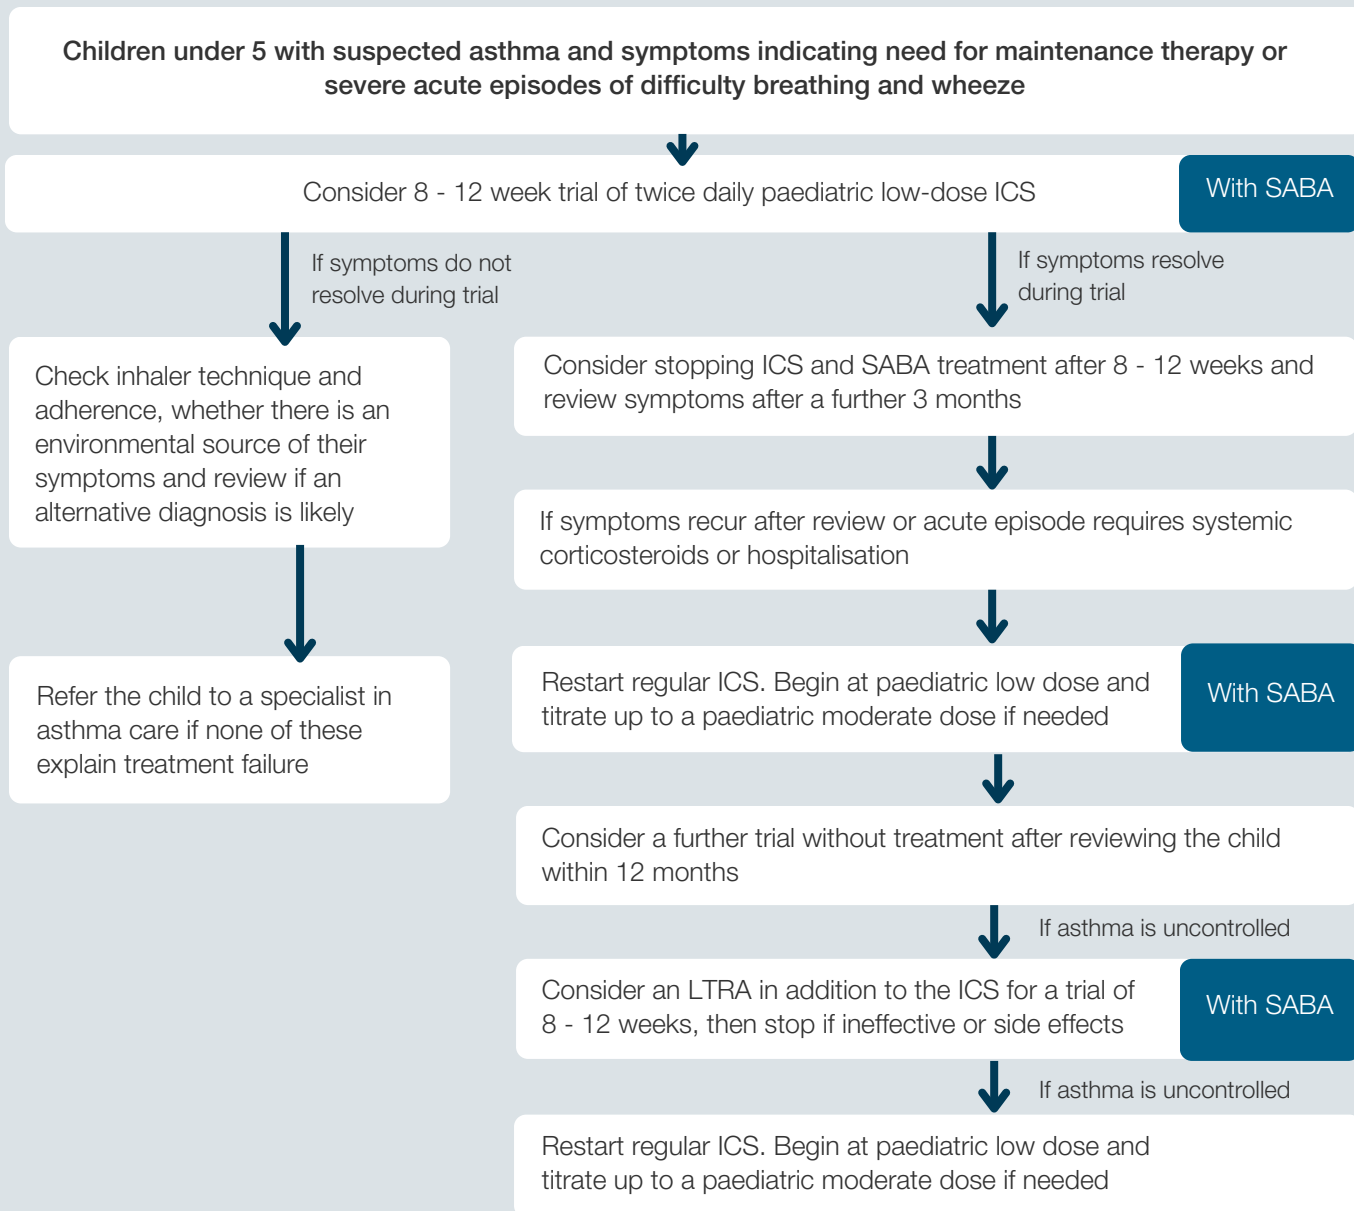 Children under 5 with suspected asthma and symptoms indicating need for maintenance therapy or
severe acute episodes of difficulty breathing and wheeze
Consider 8 - 12 week trial of twice daily paediatric low-dose ICS
With SABA
If symptoms do not
resolve during trial
If symptoms resolve
during trial
Check inhaler technique and
adherence, whether there is an
environmental source of their
symptoms and review if an
alternative diagnosis is likely
Refer the child to a specialist in
asthma care if none of these
explain treatment failure
Consider stopping ICS and SABA treatment after 8 - 12 weeks and
review symptoms after a further 3 months
If symptoms recur after review or acute episode requires systemic
corticosteroids or hospitalisation
Restart regular ICS. Begin at paediatric low dose and
titrate up to a paediatric moderate dose if needed
With SABA
Consider a further trial without treatment after reviewing the child
within 12 months
If asthma is uncontrolled
Consider an LTRA in addition to the ICS for a trial of
8 - 12 weeks, then stop if ineffective or side effects
With SABA
If asthma is uncontrolled
Restart regular ICS. Begin at paediatric low dose and
titrate up to a paediatric moderate dose if needed